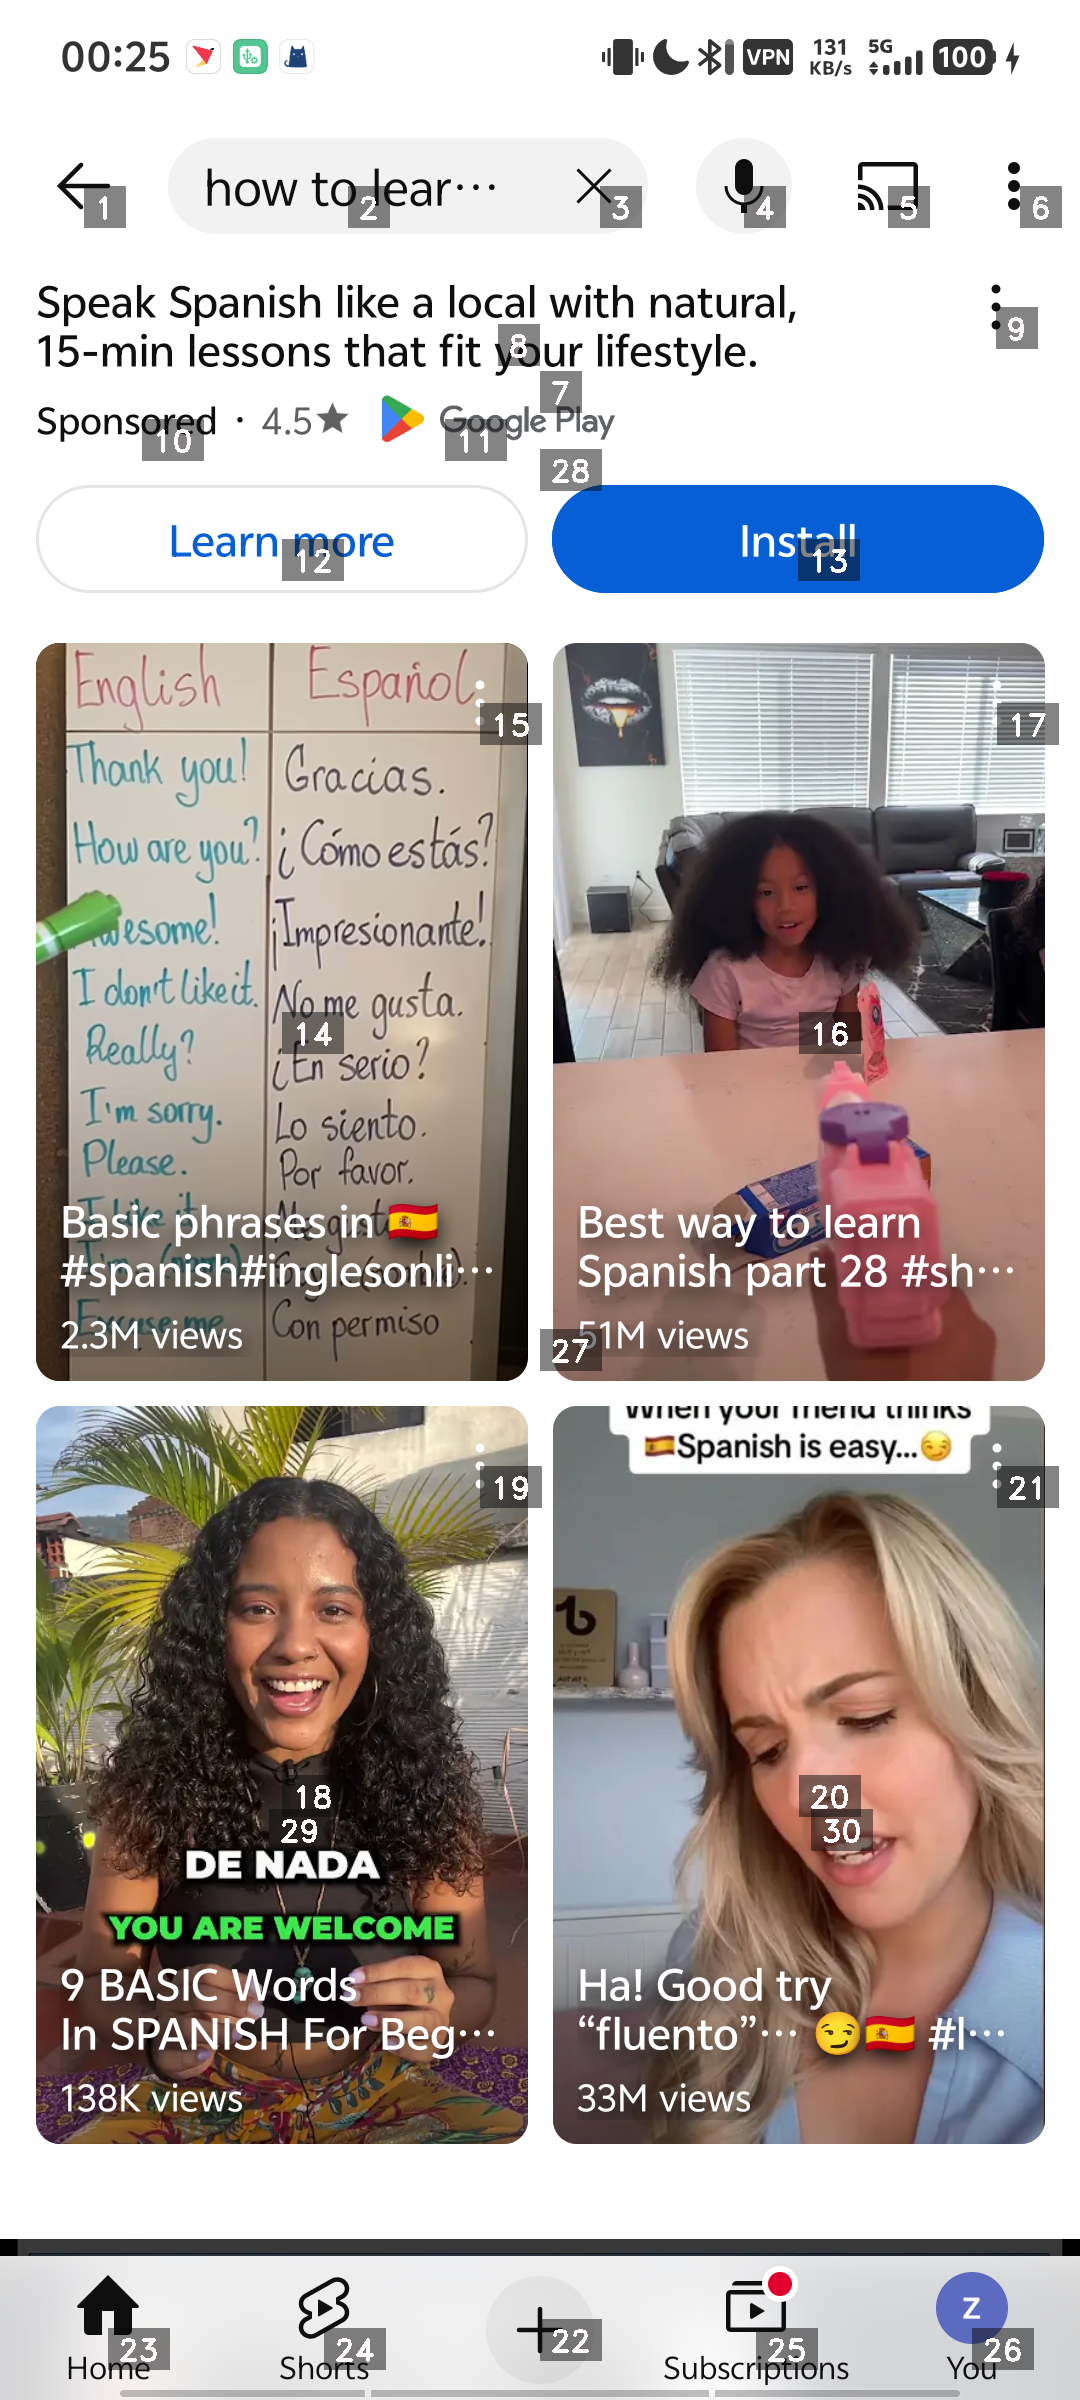 00:25
VPN
131
KB/s
5G
100
how to lear…
1
2
3
4
5
6
Speak Spanish like a local with natural,
15-min lessons that fit your lifestyle.
8
9
7
Sponsored · 4.5★ Google Play
10
11
28
Learn more
12
Install
13
English Español
15
17
Thank you! Gracias.
How are you? ¿Cómo estás?
Awesome! ¡Impresionante!
I don't like it. No me gusta.
14
16
Really? ¿En serio?
I'm sorry. Lo siento.
Please. Por favor.
Basic phrases in 🇪🇸
#spanish#inglesonli…
Excuse me Con permiso
2.3M views
Best way to learn
Spanish part 28 #sh…
51M views
27
When your friend thinks
🇪🇸Spanish is easy...😏
19
21
18
29
20
30
DE NADA
YOU ARE WELCOME
9 BASIC Words
In SPANISH For Beg…
138K views
Ha! Good try
“fluento”… 😏🇪🇸 #l…
33M views
Z
22
23
24
25
26
Home
Shorts
Subscriptions
You